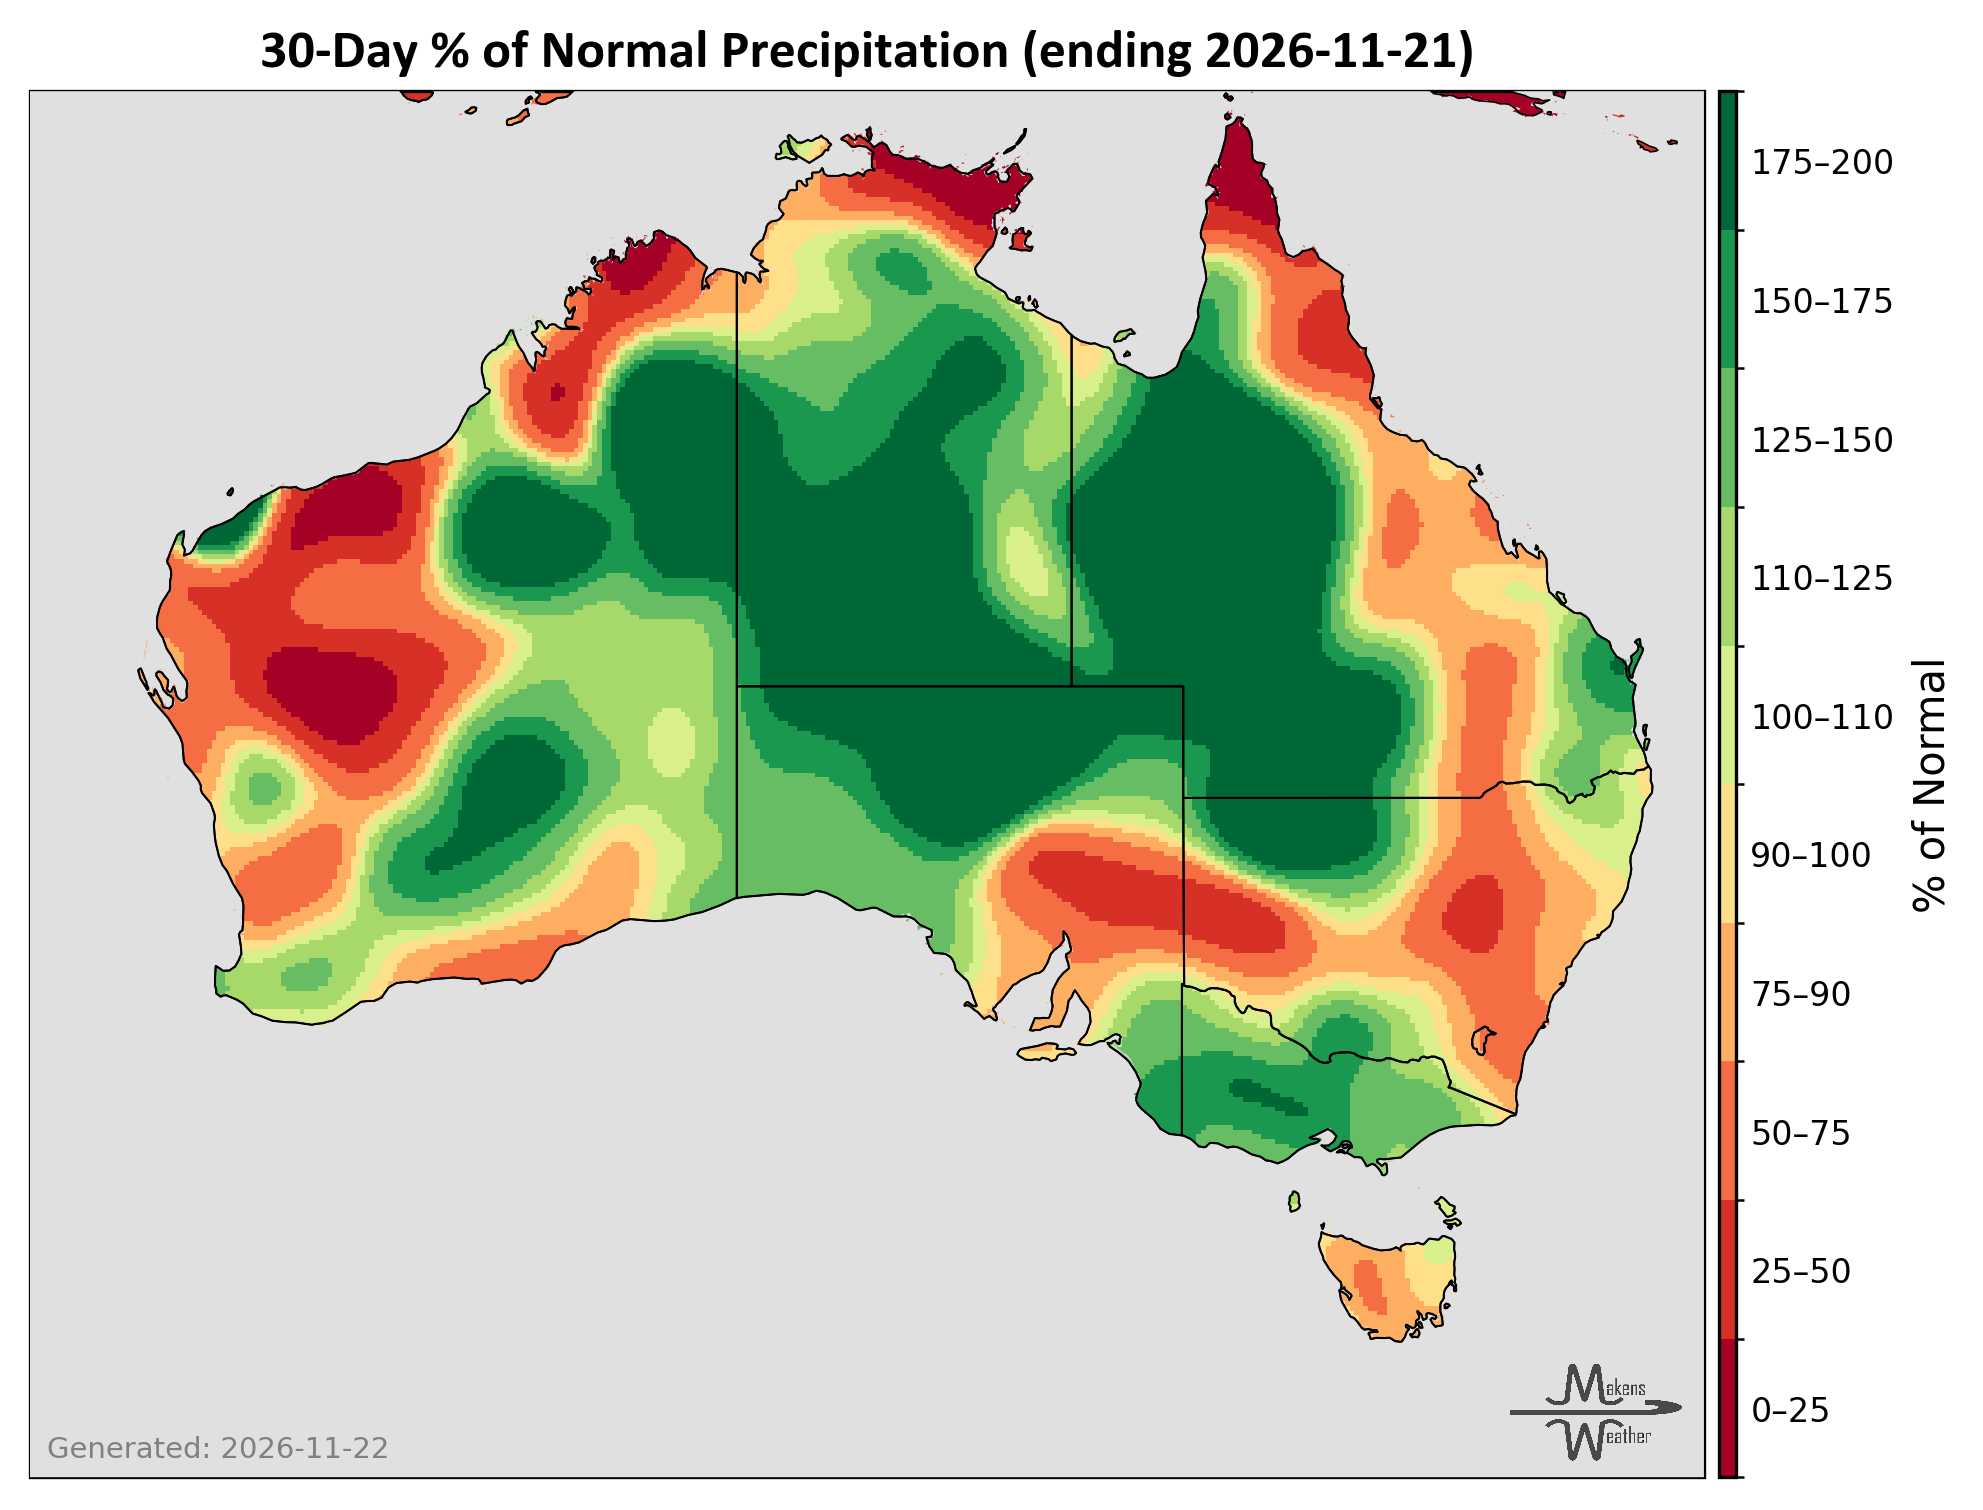 30-Day % of Normal Precipitation (ending 2026-11-21)
175–200
150–175
125–150
110–125
100–110
90–100
75–90
50–75
25–50
0–25
% of Normal
Makens
Weather
Generated: 2026-11-22